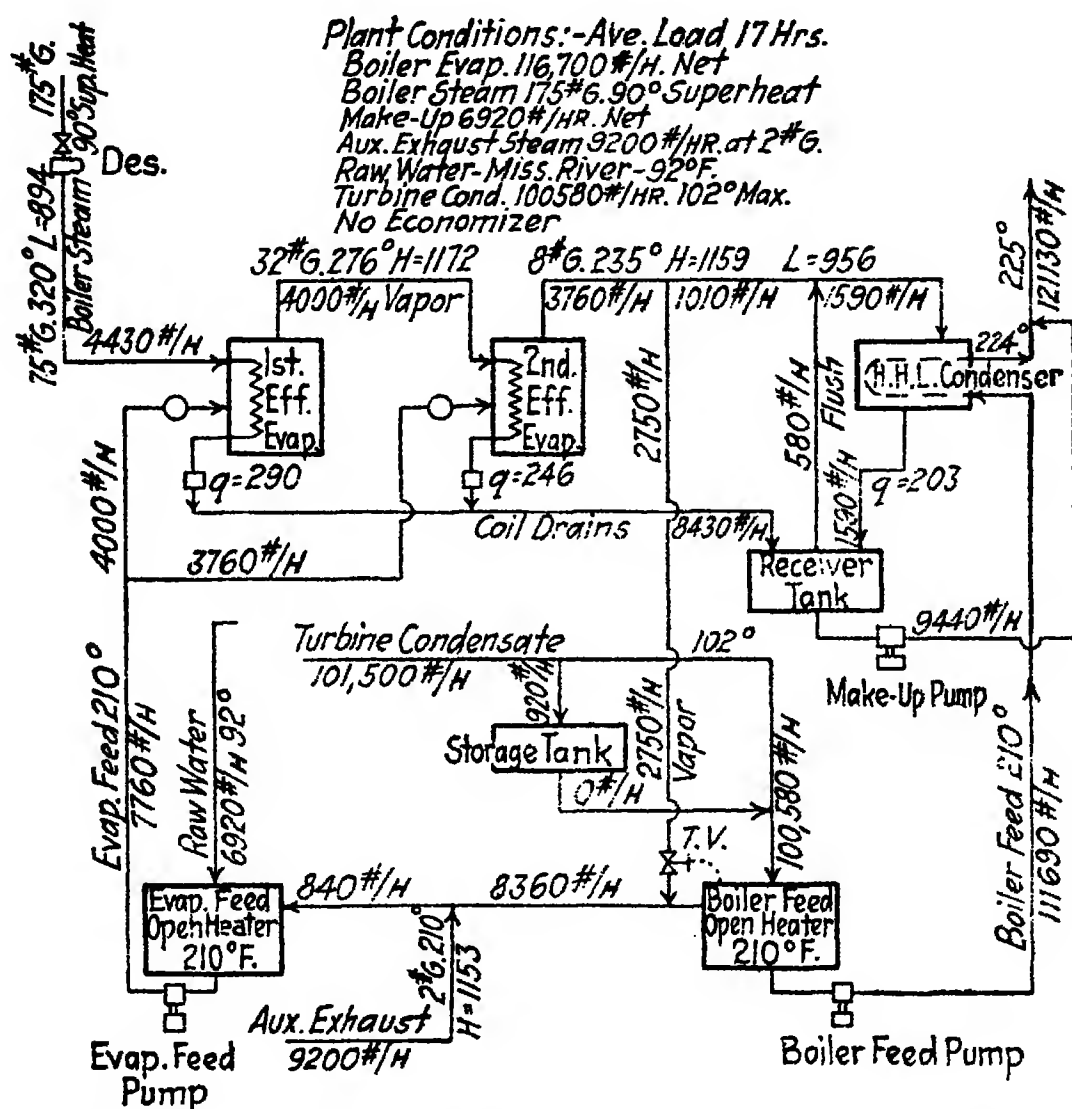 Plant Conditions:-Ave. Load 17 Hrs.
Boiler Evap. 116,700#/H. Net
Boiler Steam 175#G. 90° Superheat
Make-Up 6920#/HR. Net
Aux. Exhaust Steam 9200#/HR. at 2#G.
Raw Water-Miss. River-92°F.
Turbine Cond. 100580#/HR. 102° Max.
No Economizer
175#G.
90° Sup. Heat
Des.
75#G. 320° L=894
Boiler Steam
4430#/H
32#G. 276° H=1172
4000#/H Vapor
8#G. 235° H=1159 L=956
3760#/H
1010#/H
1590#/H
225°
121130#/H
1st.
Eff.
Evap.
2nd.
Eff.
Evap.
224°
H.H.L. Condenser
2750#/H
580#/H
Flush
1590#/H
q=203
q=290
q=246
4000#/H
Coil Drains
8430#/H
3760#/H
Receiver
Tank
9440#/H
Make-Up Pump
Turbine Condensate 102°
101,500#/H
920#/H
Storage Tank
0#/H
2750#/H
Vapor
100,580#/H
T.V.
Evap. Feed 210°
7760#/H
Raw Water
6920#/H 92°
Boiler Feed 210°
111690#/H
840#/H
8360#/H
Evap. Feed
Open Heater
210°F.
Boiler Feed
Open Heater
210°F.
2#G. 210°
H=1153
Aux. Exhaust
9200#/H
Evap. Feed
Pump
Boiler Feed Pump